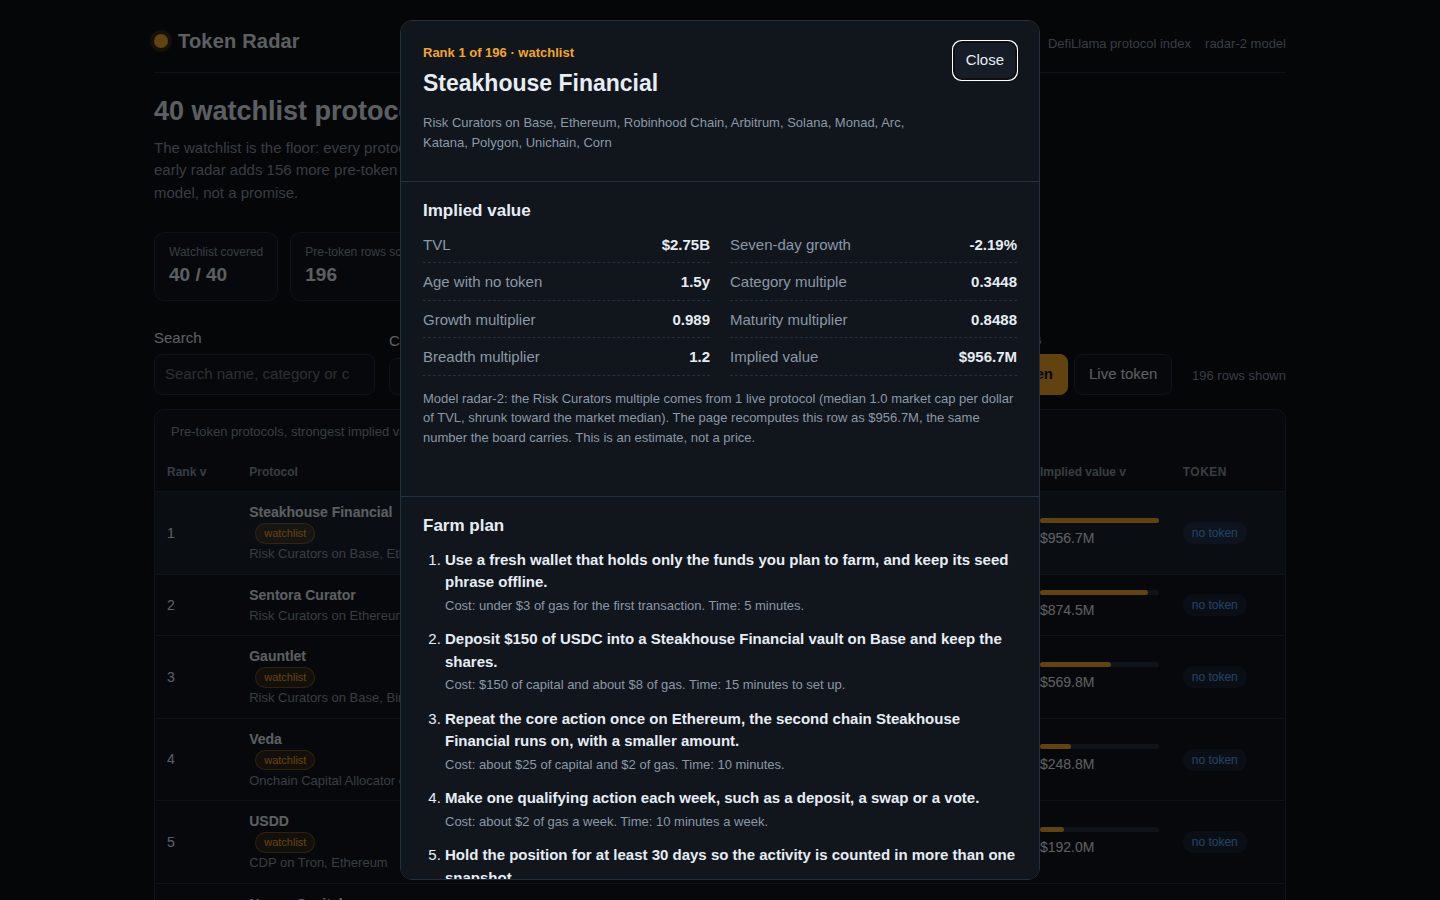 Token Radar
DefiLlama protocol index radar-2 model
40 watchlist protoc
The watchlist is the floor: every protoc
early radar adds 156 more pre-token
model, not a promise.
Watchlist covered
40 / 40
Pre-token rows sc
196
Search
Search name, category or c
C
en
Live token
196 rows shown
Pre-token protocols, strongest implied v
Rank v Protocol Implied value v TOKEN
1
Steakhouse Financial
watchlist
Risk Curators on Base, Eth
$956.7M
no token
2
Sentora Curator
Risk Curators on Ethereum
$874.5M
no token
3
Gauntlet
watchlist
Risk Curators on Base, Bin
$569.8M
no token
4
Veda
watchlist
Onchain Capital Allocator
$248.8M
no token
5
USDD
watchlist
CDP on Tron, Ethereum
$192.0M
no token
Rank 1 of 196 · watchlist
Steakhouse Financial
Close
Risk Curators on Base, Ethereum, Robinhood Chain, Arbitrum, Solana, Monad, Arc,
Katana, Polygon, Unichain, Corn
Implied value
TVL $2.75B Seven-day growth -2.19%
Age with no token 1.5y Category multiple 0.3448
Growth multiplier 0.989 Maturity multiplier 0.8488
Breadth multiplier 1.2 Implied value $956.7M
Model radar-2: the Risk Curators multiple comes from 1 live protocol (median 1.0 market cap per dollar
of TVL, shrunk toward the market median). The page recomputes this row as $956.7M, the same
number the board carries. This is an estimate, not a price.
Farm plan
1. Use a fresh wallet that holds only the funds you plan to farm, and keep its seed
phrase offline.
Cost: under $3 of gas for the first transaction. Time: 5 minutes.
2. Deposit $150 of USDC into a Steakhouse Financial vault on Base and keep the
shares.
Cost: $150 of capital and about $8 of gas. Time: 15 minutes to set up.
3. Repeat the core action once on Ethereum, the second chain Steakhouse
Financial runs on, with a smaller amount.
Cost: about $25 of capital and $2 of gas. Time: 10 minutes.
4. Make one qualifying action each week, such as a deposit, a swap or a vote.
Cost: about $2 of gas a week. Time: 10 minutes a week.
5. Hold the position for at least 30 days so the activity is counted in more than one
snapshot.